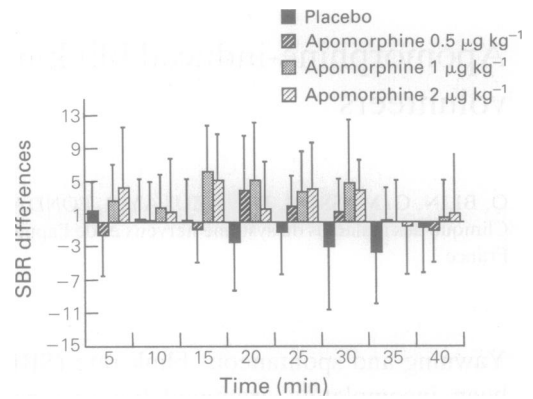 Placebo
Apomorphine 0.5 µg kg⁻¹
Apomorphine 1 µg kg⁻¹
Apomorphine 2 µg kg⁻¹
SBR differences
13
9
5
1
−3
−7
−11
−15
5 10 15 20 25 30 35 40
Time (min)